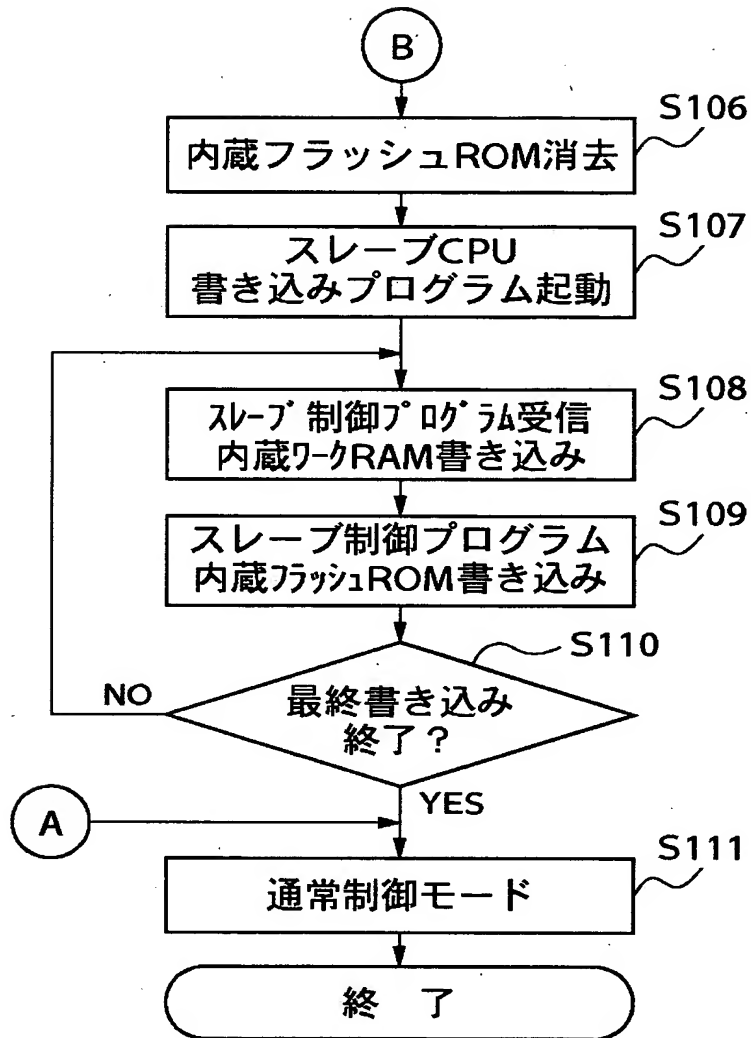 B
S106
内蔵フラッシュROM消去
S107
スレーブCPU
書き込みプログラム起動
S108
ｽﾚｰﾌﾞ制御ﾌﾟﾛｸﾞﾗﾑ受信
内蔵ﾜｰｸRAM書き込み
S109
スレーブ制御プログラム
内蔵ﾌﾗｯｼｭROM書き込み
S110
NO
最終書き込み
終了？
YES
A
S111
通常制御モード
終 了